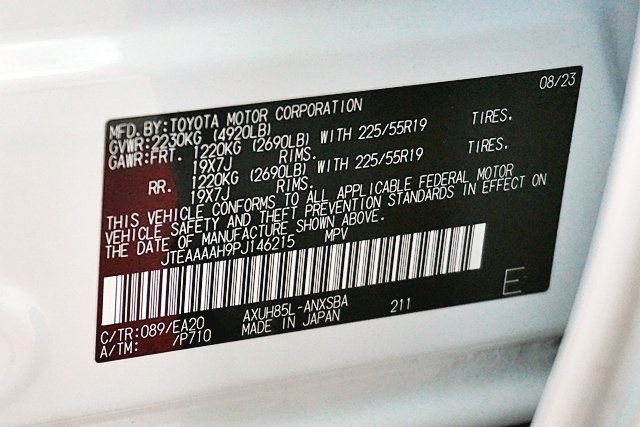 08/23
MFD.BY:TOYOTA MOTOR CORPORATION
GVWR:2230KG (4920LB)
GAWR:FRT. 1220KG (2690LB) WITH 225/55R19 TIRES.
19X7J RIMS.
RR. 1220KG (2690LB) WITH 225/55R19 TIRES.
19X7J RIMS.
THIS VEHICLE CONFORMS TO ALL APPLICABLE FEDERAL MOTOR
VEHICLE SAFETY AND THEFT PREVENTION STANDARDS IN EFFECT ON
THE DATE OF MANUFACTURE SHOWN ABOVE.
JTEAAAAH9PJ146215 MPV
E
C/TR:089/EA20 AXUH85L-ANXSBA 211
A/TM: /P710 MADE IN JAPAN